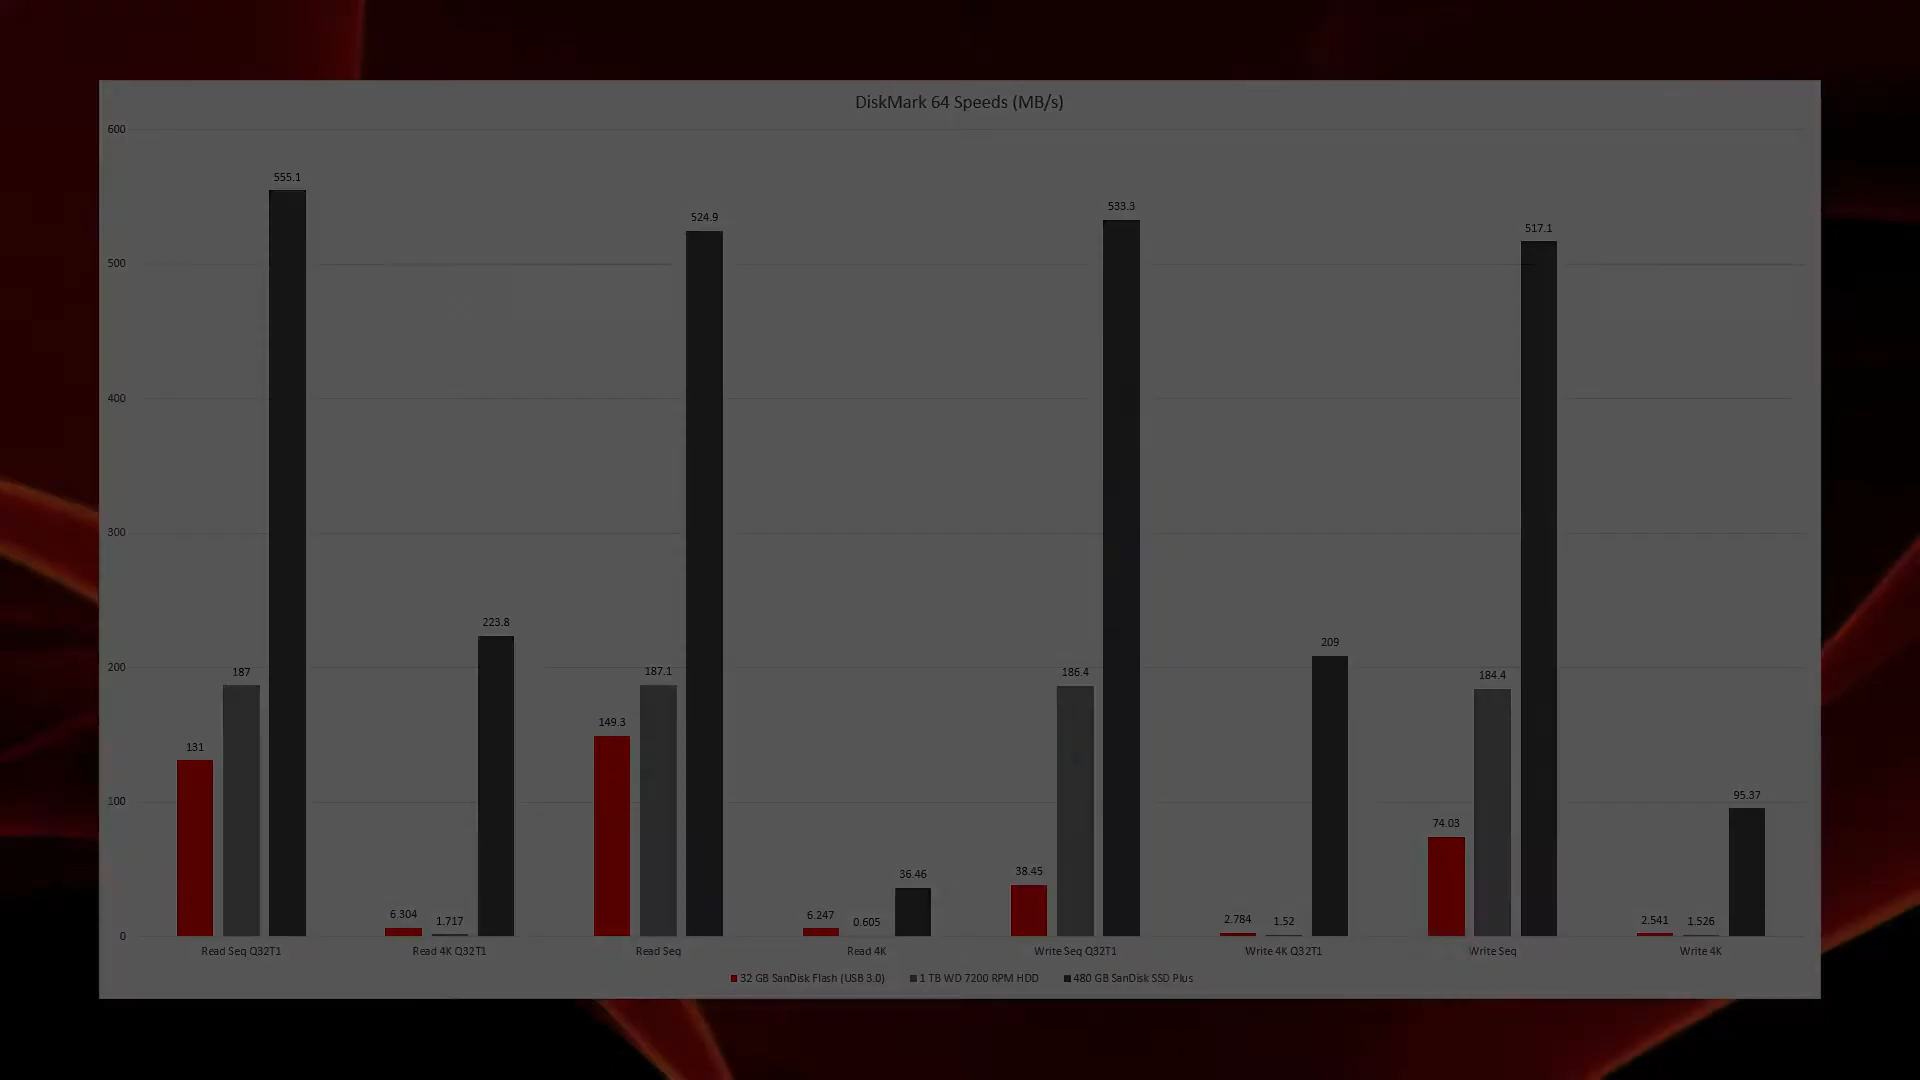 DiskMark 64 Speeds (MB/s)
600
500
400
300
200
100
0
131
187
555.1
6.304
1.717
223.8
149.3
187.1
524.9
6.247
0.605
36.46
38.45
186.4
533.3
2.784
1.52
209
74.03
184.4
517.1
2.541
1.526
95.37
Read Seq Q32T1
Read 4K Q32T1
Read Seq
Read 4K
Write Seq Q32T1
Write 4K Q32T1
Write Seq
Write 4K
32 GB SanDisk Flash (USB 3.0)
1 TB WD 7200 RPM HDD
480 GB SanDisk SSD Plus